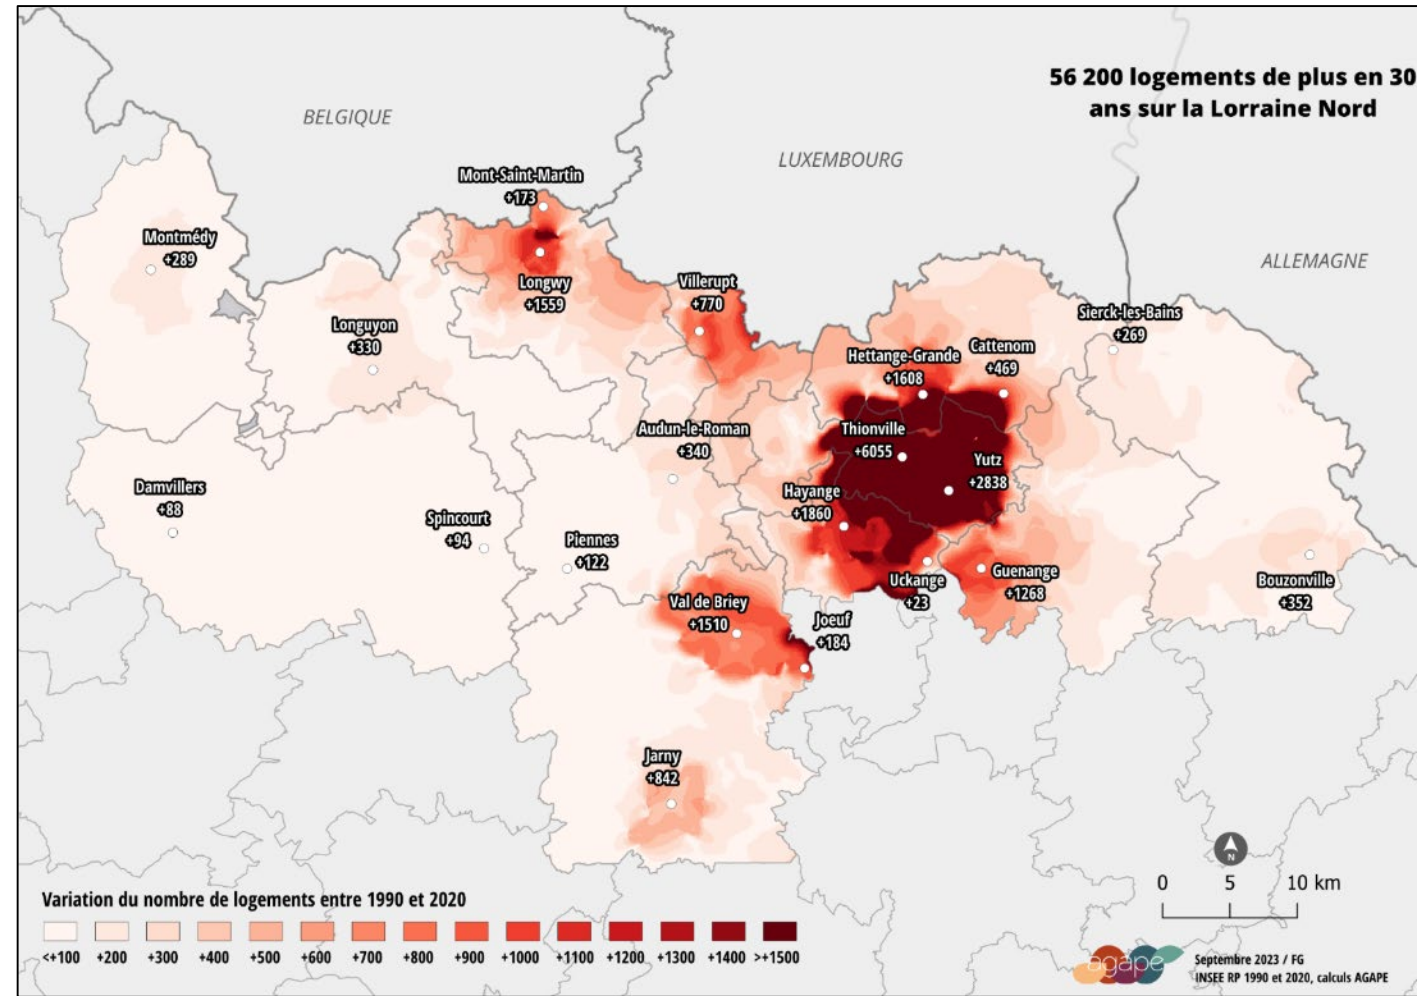 56 200 logements de plus en 30
ans sur la Lorraine Nord
BELGIQUE
LUXEMBOURG
ALLEMAGNE
Mont-Saint-Martin
+173
Montmédy
+289
Longwy
+1559
Villerupt
+770
Sierck-les-Bains
+269
Longuyon
+330
Hettange-Grande
+1608
Cattenom
+469
Audun-le-Roman
+340
Thionville
+6055
Yutz
+2838
Damvillers
+88
Hayange
+1860
Spincourt
+94
Piennes
+122
Uckange
+23
Guenange
+1268
Bouzonville
+352
Val de Briey
+1510
Joeuf
+184
Jarny
+842
N
0 5 10 km
Variation du nombre de logements entre 1990 et 2020
<+100 +200 +300 +400 +500 +600 +700 +800 +900 +1000 +1100 +1200 +1300 +1400 >+1500
agape
Septembre 2023 / FG
INSEE RP 1990 et 2020, calculs AGAPE